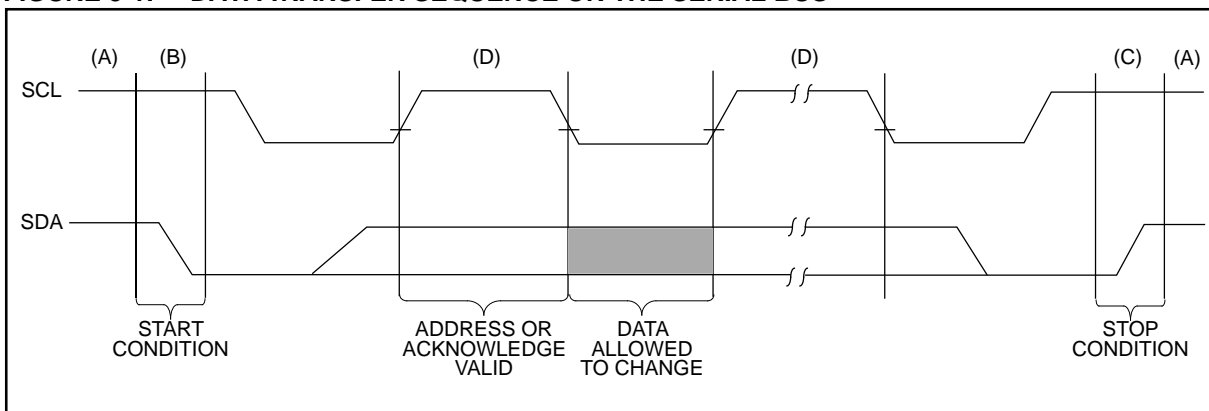 (A) (B) (D) (D) (C) (A)
SCL
SDA
START
CONDITION
ADDRESS OR
ACKNOWLEDGE
VALID
DATA
ALLOWED
TO CHANGE
STOP
CONDITION